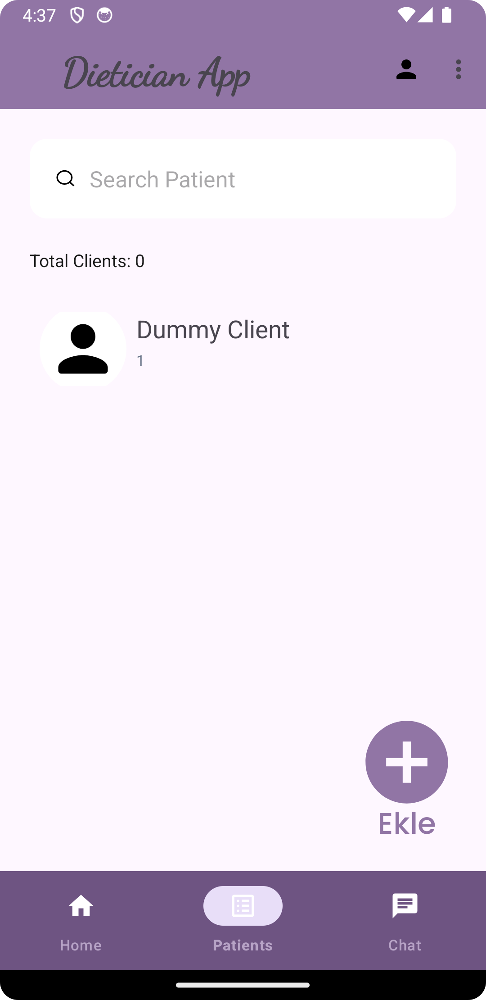 4:37
Dietician App
Search Patient
Total Clients: 0
Dummy Client
1
Ekle
Home
Patients
Chat